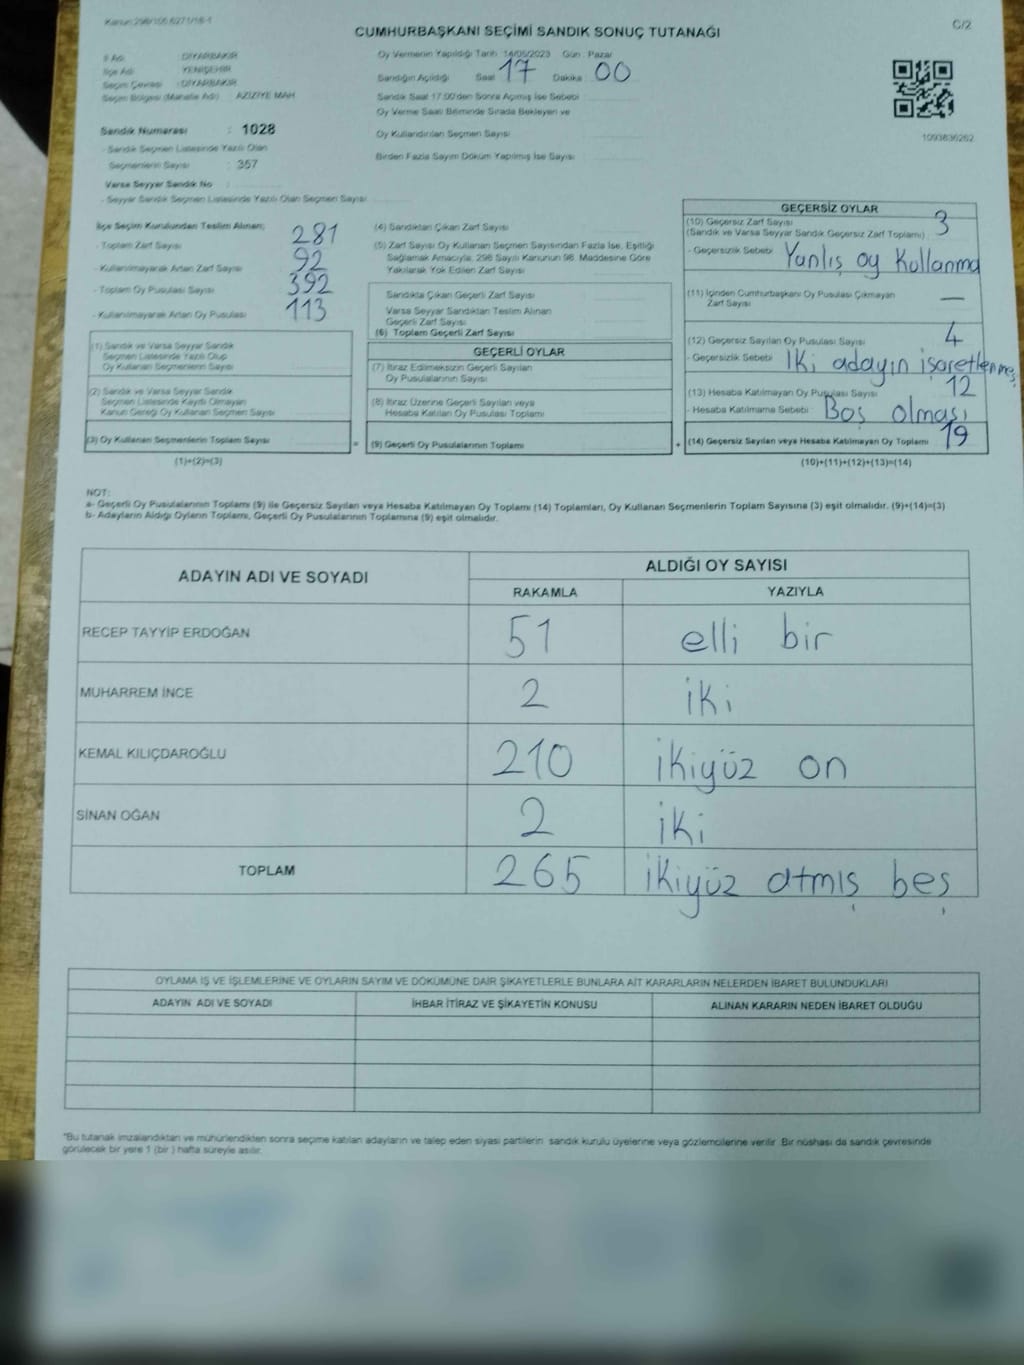 Kanun:298/105,6271/18-1
C/2
CUMHURBAŞKANI SEÇİMİ SANDIK SONUÇ TUTANAĞI
İl Adı : DİYARBAKIR
İlçe Adı : YENİŞEHİR
Seçim Çevresi : DİYARBAKIR
Seçim Bölgesi (Mahalle Adı) : AZİZİYE MAH
Sandık Numarası : 1028
- Sandık Seçmen Listesinde Yazılı Olan
Seçmenlerin Sayısı : 357
Varsa Seyyar Sandık No :
- Seyyar Sandık Seçmen Listesinde Yazılı Olan Seçmen Sayısı
Oy Vermenin Yapıldığı Tarih : 14/05/2023 Gün : Pazar
Sandığın Açıldığı Saat 17 Dakika 00
Sandık Saat 17:00'den Sonra Açımış İse Sebebi
Oy Verme Saati Bitiminde Sırada Bekleyen ve
Oy Kullandırılan Seçmen Sayısı
Birden Fazla Sayım Döküm Yapılmış İse Sayısı
1093836262
İlçe Seçim Kurulundan Teslim Alınan;
- Toplam Zarf Sayısı 281
- Kullanılmayarak Artan Zarf Sayısı 92
- Toplam Oy Pusulası Sayısı 392
- Kullanılmayarak Artan Oy Pusulası 113
(1) Sandık ve Varsa Seyyar Sandık
Seçmen Listesinde Yazılı Olup
Oy Kullanan Seçmen Sayısı
(2) Sandık ve Varsa Seyyar Sandık
Seçmen Listesinde Kayıtlı Olmayan
Kanun Gereği Oy Kullanan Seçmen Sayısı
(3) Oy Kullanan Seçmenlerin Toplam Sayısı =
(1)+(2)=(3)
(4) Sandıktan Çıkan Zarf Sayısı
(5) Zarf Sayısı Oy Kullanan Seçmen Sayısından Fazla İse, Eşitliği
Sağlamak Amacıyla, 298 Sayılı Kanunun 98. Maddesine Göre
Yakılarak Yok Edilen Zarf Sayısı
Sandıkta Çıkan Geçerli Zarf Sayısı
Varsa Seyyar Sandıktan Teslim Alınan
Geçerli Zarf Sayısı
(6) Toplam Geçerli Zarf Sayısı
GEÇERLİ OYLAR
(7) İtiraz Edilmeksizin Geçerli Sayılan
Oy Pusulalarının Sayısı
(8) İtiraz Üzerine Geçerli Sayılan veya
Hesaba Katılan Oy Pusulası Toplamı
(9) Geçerli Oy Pusulalarının Toplamı +
GEÇERSİZ OYLAR
(10) Geçersiz Zarf Sayısı
(Sandık ve Varsa Seyyar Sandık Geçersiz Zarf Toplamı) 3
- Geçersizlik Sebebi Yanlış oy kullanma
(11) İçinden Cumhurbaşkanı Oy Pusulası Çıkmayan
Zarf Sayısı —
(12) Geçersiz Sayılan Oy Pusulası Sayısı 4
- Geçersizlik Sebebi İki adayın işaretlenmeş
(13) Hesaba Katılmayan Oy Pusulası Sayısı 12
- Hesaba Katılmama Sebebi Boş olması
(14) Geçersiz Sayılan veya Hesaba Katılmayan Oy Toplamı 19
(10)+(11)+(12)+(13)=(14)
NOT:
a- Geçerli Oy Pusulalarının Toplamı (9) ile Geçersiz Sayılan veya Hesaba Katılmayan Oy Toplamı (14) Toplamları, Oy Kullanan Seçmenlerin Toplam Sayısına (3) eşit olmalıdır. (9)+(14)=(3)
b- Adayların Aldığı Oyların Toplamı, Geçerli Oy Pusulalarının Toplamına (9) eşit olmalıdır.
ADAYIN ADI VE SOYADI
ALDIĞI OY SAYISI
RAKAMLA YAZIYLA
RECEP TAYYİP ERDOĞAN 51 elli bir
MUHARREM İNCE 2 iki
KEMAL KILIÇDAROĞLU 210 ikiyüz on
SİNAN OĞAN 2 iki
TOPLAM 265 ikiyüz atmış beş
OYLAMA İŞ VE İŞLEMLERİNE VE OYLARIN SAYIM VE DÖKÜMÜNE DAİR ŞİKAYETLERLE BUNLARA AİT KARARLARIN NELERDEN İBARET BULUNDUKLARI
ADAYIN ADI VE SOYADI İHBAR İTİRAZ VE ŞİKAYETİN KONUSU ALINAN KARARIN NEDEN İBARET OLDUĞU
*Bu tutanak imzalandıktan ve mühürlendikten sonra seçime katılan adayların ve talep eden siyasi partilerin sandık kurulu üyelerine veya gözlemcilerine verilir. Bir nüshası da sandık çevresinde
görülecek bir yere 1 (bir ) hafta süreyle asılır.